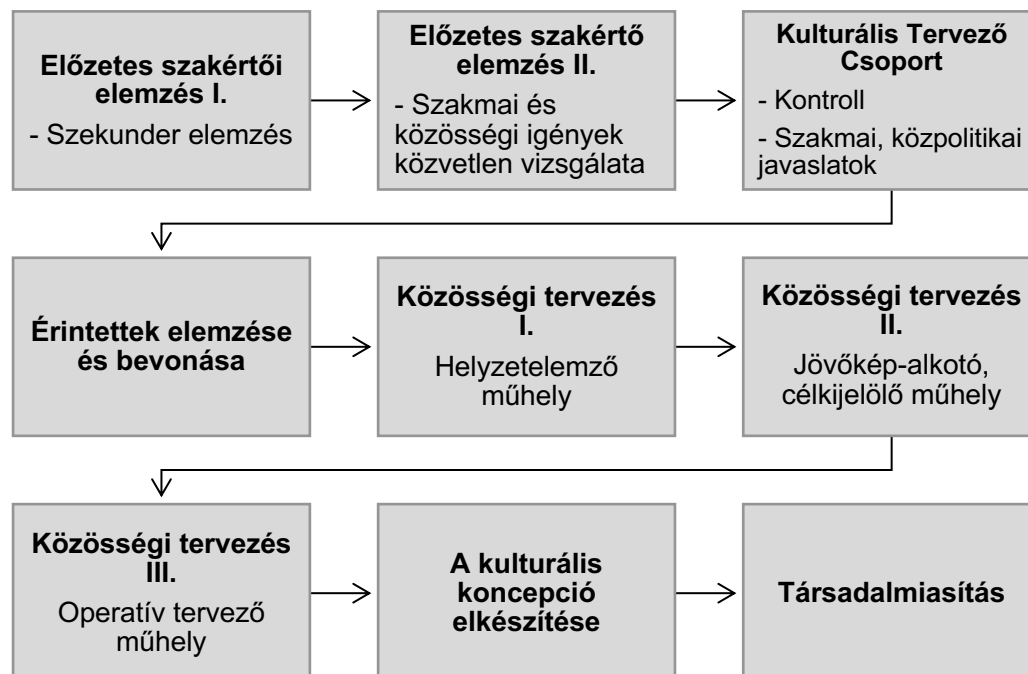 Előzetes szakértői
elemzés I.
- Szekunder elemzés
Előzetes szakértő
elemzés II.
- Szakmai és
közösségi igények
közvetlen vizsgálata
Kulturális Tervező
Csoport
- Kontroll
- Szakmai, közpolitikai
javaslatok
Érintettek elemzése
és bevonása
Közösségi tervezés
I.
Helyzetelemző
műhely
Közösségi tervezés
II.
Jövőkép-alkotó,
célkijelölő műhely
Közösségi tervezés
III.
Operatív tervező
műhely
A kulturális
koncepció
elkészítése
Társadalmiasítás